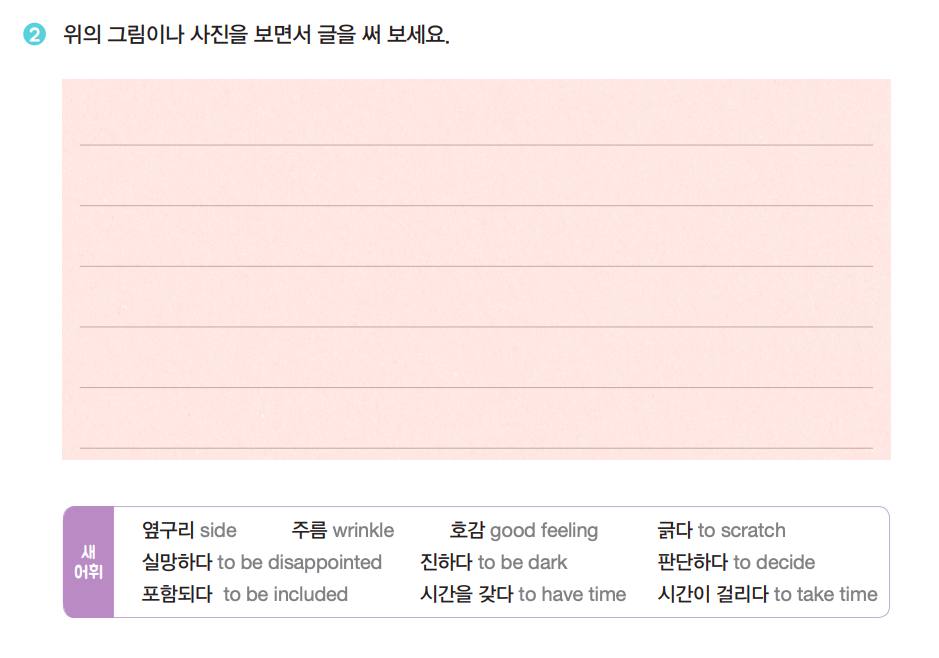 2 위의 그림이나 사진을 보면서 글을 써 보세요.
새 어휘
옆구리 side 주름 wrinkle 호감 good feeling 긁다 to scratch
실망하다 to be disappointed 진하다 to be dark 판단하다 to decide
포함되다 to be included 시간을 갖다 to have time 시간이 걸리다 to take time